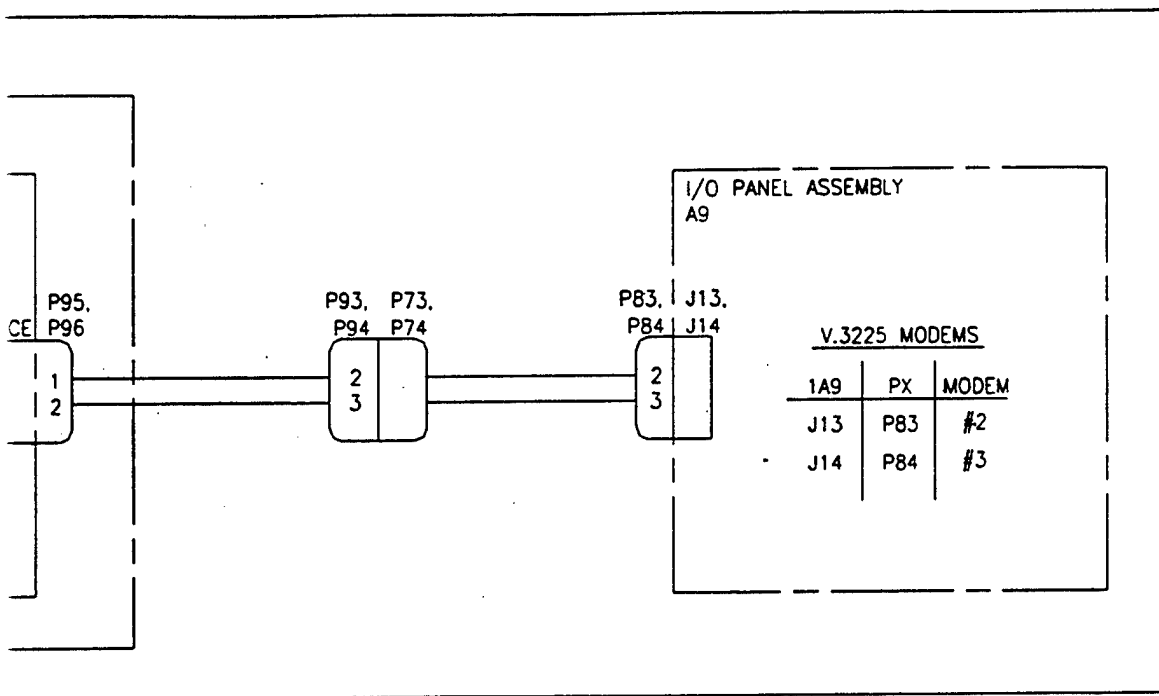 I/O PANEL ASSEMBLY
A9
P95,
CE P96
P93, P73,
P94 P74
P83, J13,
P84 J14
1
2
2
3
2
3
V.3225 MODEMS
1A9 PX MODEM
J13 P83 #2
J14 P84 #3